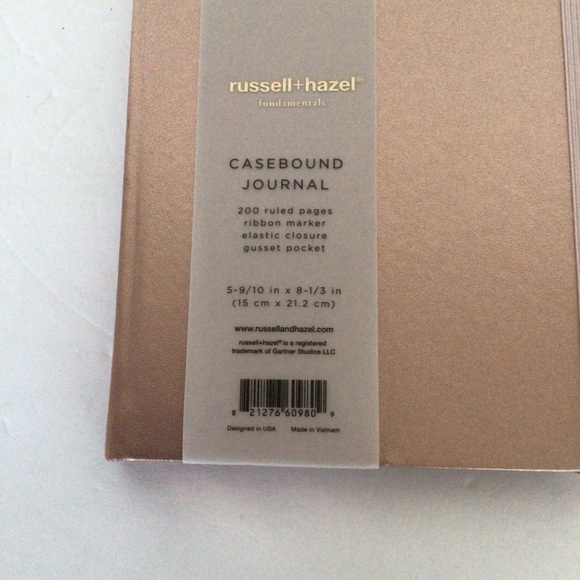 russell+hazel
fundamentals
CASEBOUND
JOURNAL
200 ruled pages
ribbon marker
elastic closure
gusset pocket
5-9/10 in x 8-1/3 in
(15 cm x 21.2 cm)
www.russellandhazel.com
russell+hazel® is a registered
trademark of Gartner Studios LLC
8 21276 60980 9
Designed in USA Made in Vietnam